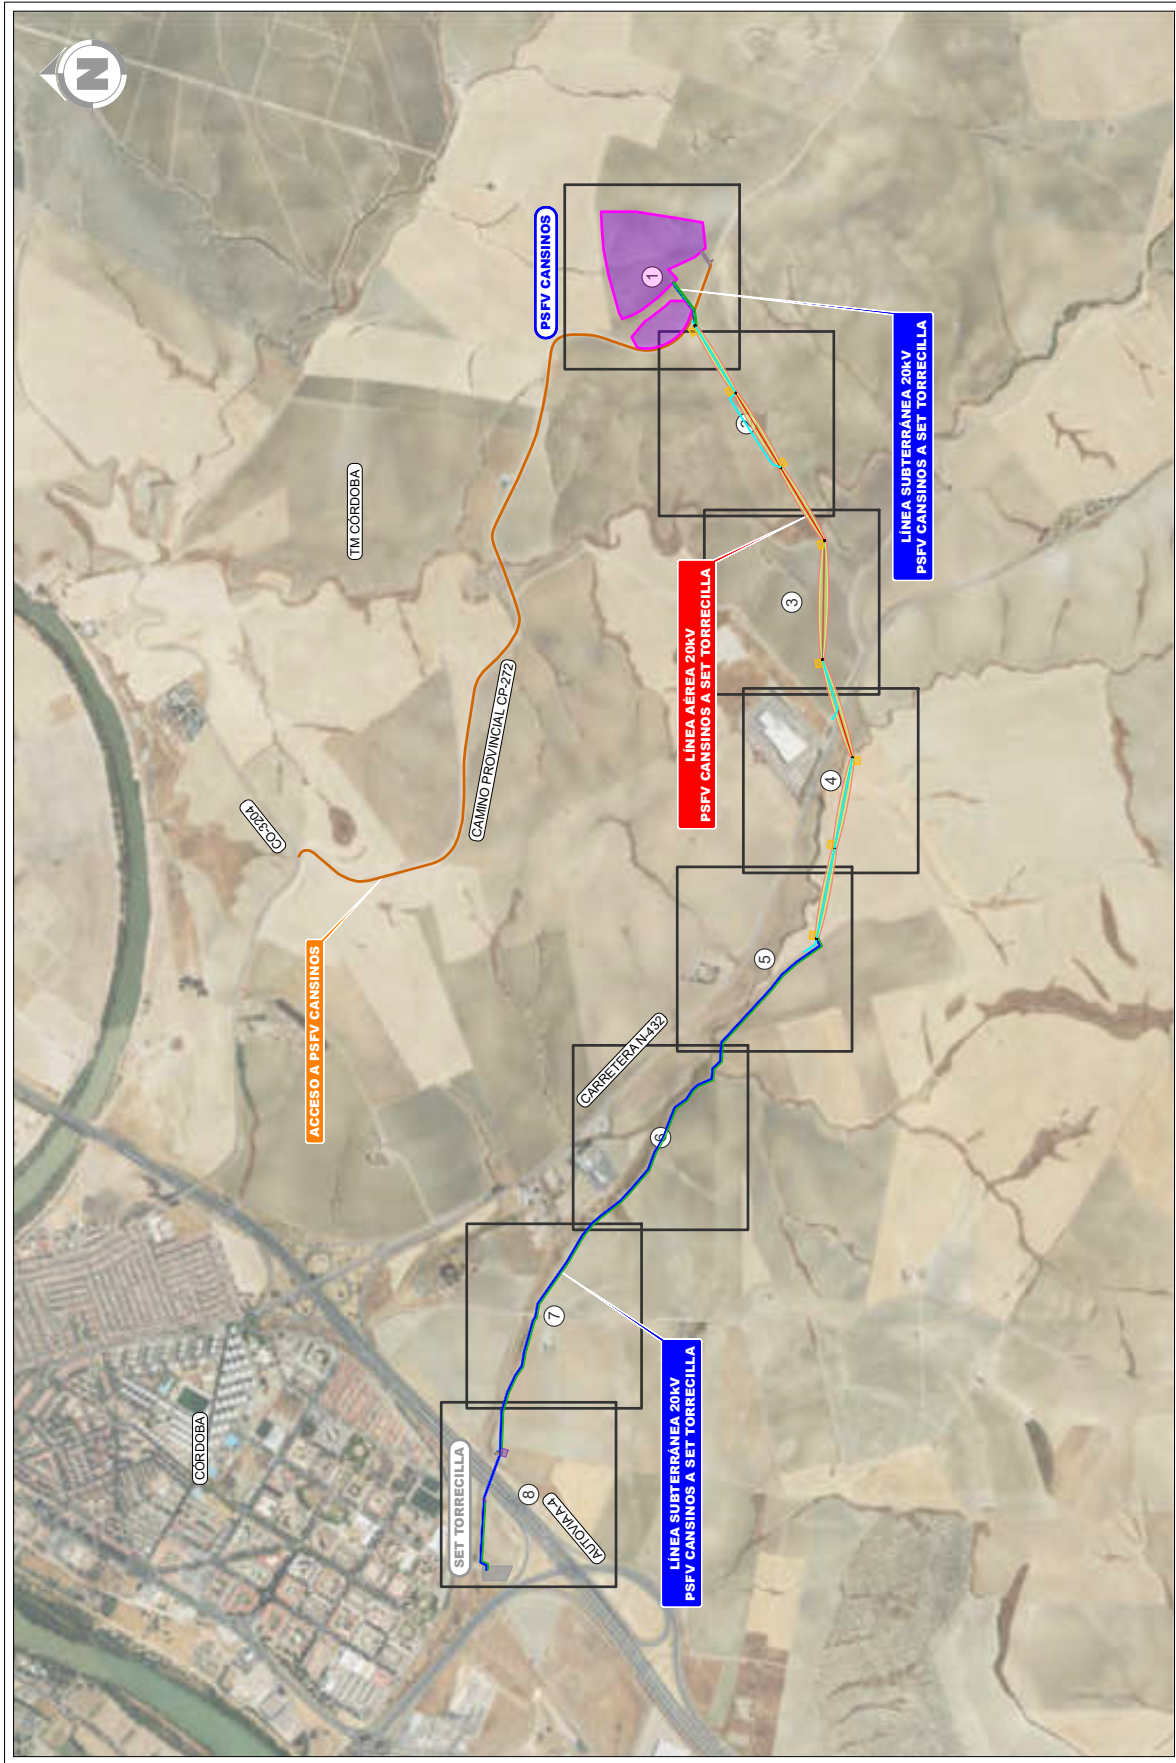 N
CÓRDOBA
SET TORRECILLA
8
AUTOVIA A-4
7
LÍNEA SUBTERRÁNEA 20kV
PSFV CANSINOS A SET TORRECILLA
6
CARRETERA N-432
ACCESO A PSFV CANSINOS
CO-3204
CAMINO PROVINCIAL CP-272
TM CÓRDOBA
5
4
3
LÍNEA AÉREA 20kV
PSFV CANSINOS A SET TORRECILLA
2
PSFV CANSINOS
1
LÍNEA SUBTERRÁNEA 20kV
PSFV CANSINOS A SET TORRECILLA